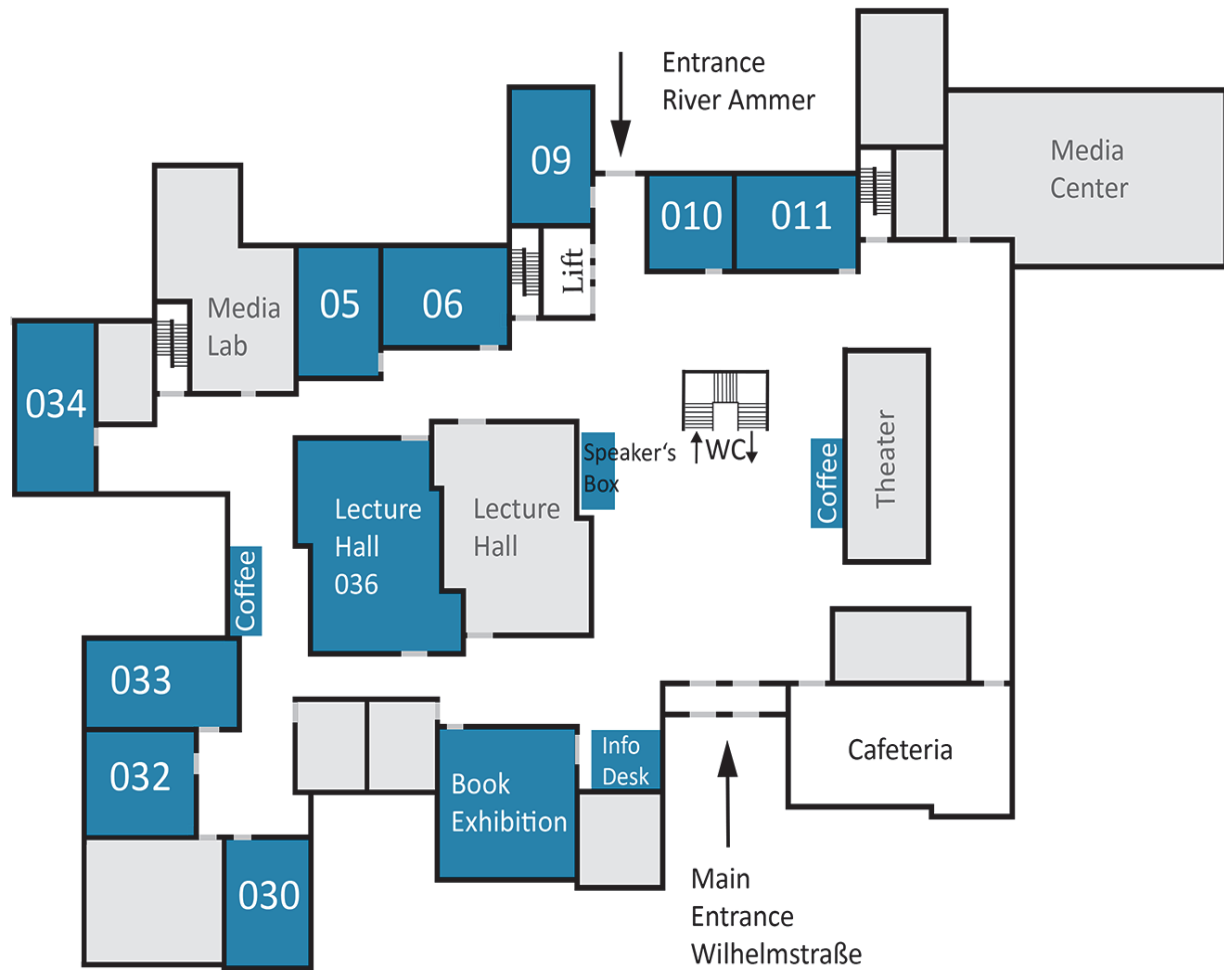 Entrance
River Ammer
09
010
011
Media
Center
Lift
05
06
Media
Lab
034
Speaker‘s
Box
WC
Coffee
Theater
Lecture
Hall
036
Lecture
Hall
Coffee
033
032
030
Book
Exhibition
Info
Desk
Cafeteria
Main
Entrance
Wilhelmstraße